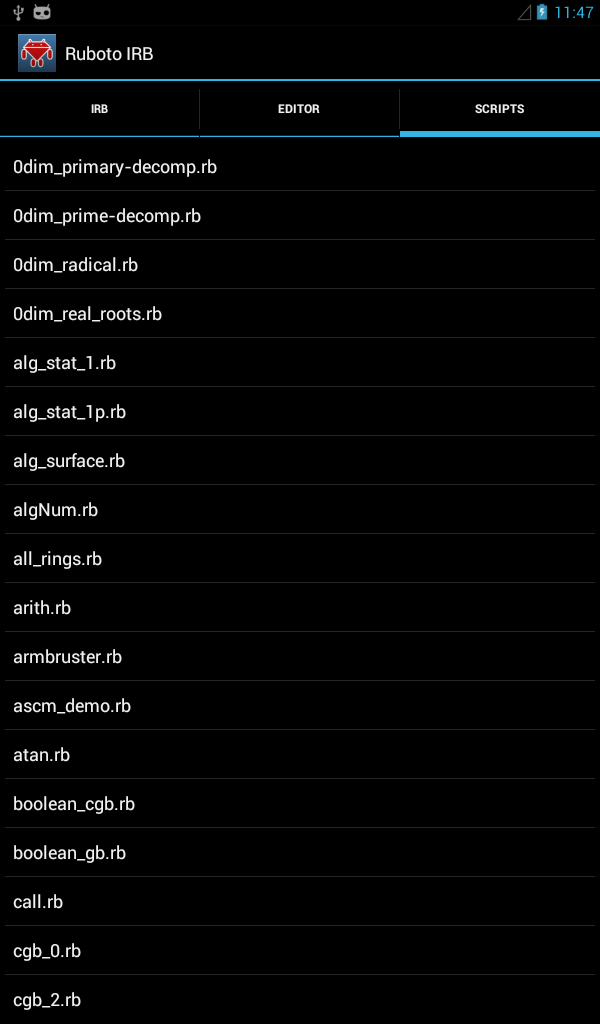 11:47
Ruboto IRB
IRB EDITOR SCRIPTS
0dim_primary-decomp.rb
0dim_prime-decomp.rb
0dim_radical.rb
0dim_real_roots.rb
alg_stat_1.rb
alg_stat_1p.rb
alg_surface.rb
algNum.rb
all_rings.rb
arith.rb
armbruster.rb
ascm_demo.rb
atan.rb
boolean_cgb.rb
boolean_gb.rb
call.rb
cgb_0.rb
cgb_2.rb